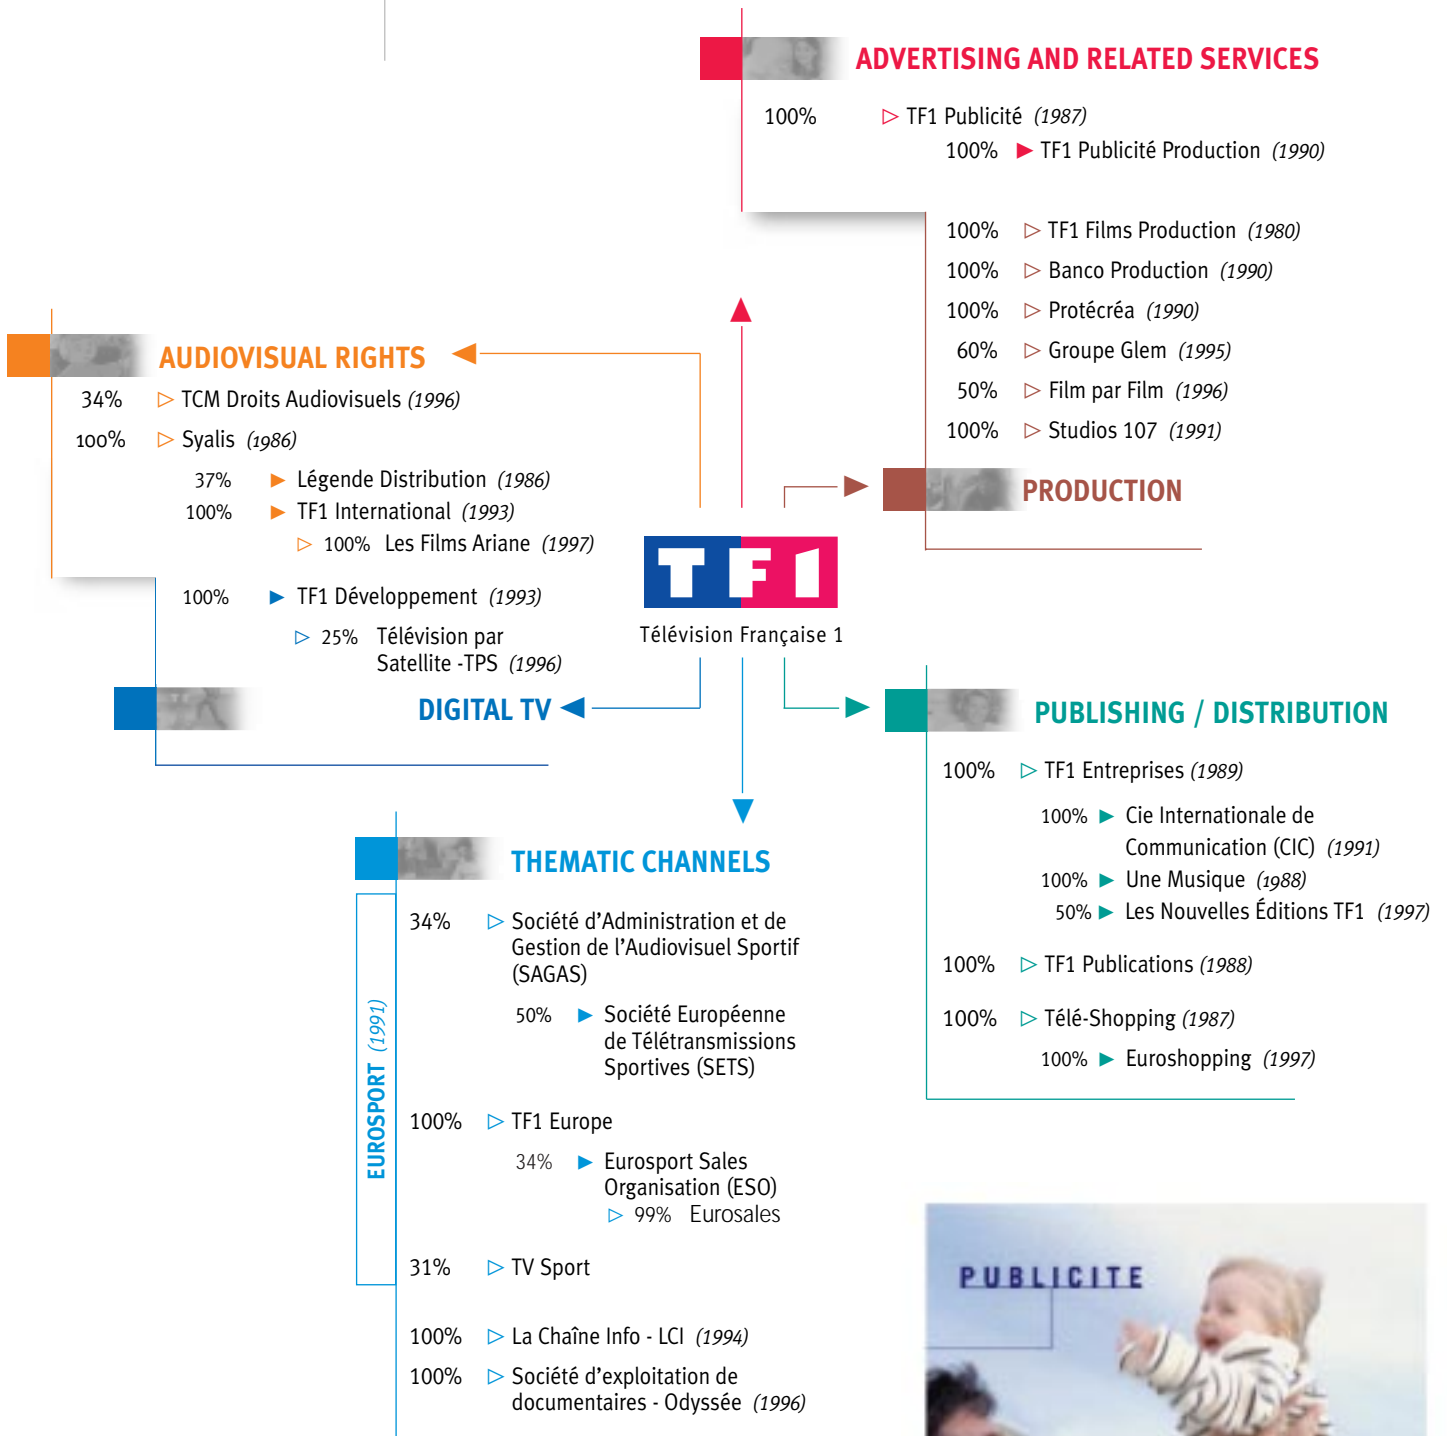 ADVERTISING AND RELATED SERVICES
100% ▷ TF1 Publicité (1987)
100% ► TF1 Publicité Production (1990)
100% ▷ TF1 Films Production (1980)
100% ▷ Banco Production (1990)
100% ▷ Protécréa (1990)
60% ▷ Groupe Glem (1995)
50% ▷ Film par Film (1996)
100% ▷ Studios 107 (1991)
PRODUCTION
AUDIOVISUAL RIGHTS
34% ▷ TCM Droits Audiovisuels (1996)
100% ▷ Syalis (1986)
37% ► Légende Distribution (1986)
100% ► TF1 International (1993)
▷ 100% Les Films Ariane (1997)
100% ► TF1 Développement (1993)
▷ 25% Télévision par
Satellite -TPS (1996)
DIGITAL TV
TF1
Télévision Française 1
PUBLISHING / DISTRIBUTION
100% ▷ TF1 Entreprises (1989)
100% ► Cie Internationale de
Communication (CIC) (1991)
100% ► Une Musique (1988)
50% ► Les Nouvelles Éditions TF1 (1997)
100% ▷ TF1 Publications (1988)
100% ▷ Télé-Shopping (1987)
100% ► Euroshopping (1997)
THEMATIC CHANNELS
EUROSPORT (1991)
34% ▷ Société d'Administration et de
Gestion de l'Audiovisuel Sportif
(SAGAS)
50% ► Société Européenne
de Télétransmissions
Sportives (SETS)
100% ▷ TF1 Europe
34% ► Eurosport Sales
Organisation (ESO)
▷ 99% Eurosales
31% ▷ TV Sport
100% ▷ La Chaîne Info - LCI (1994)
100% ▷ Société d'exploitation de
documentaires - Odyssée (1996)
PUBLICITE